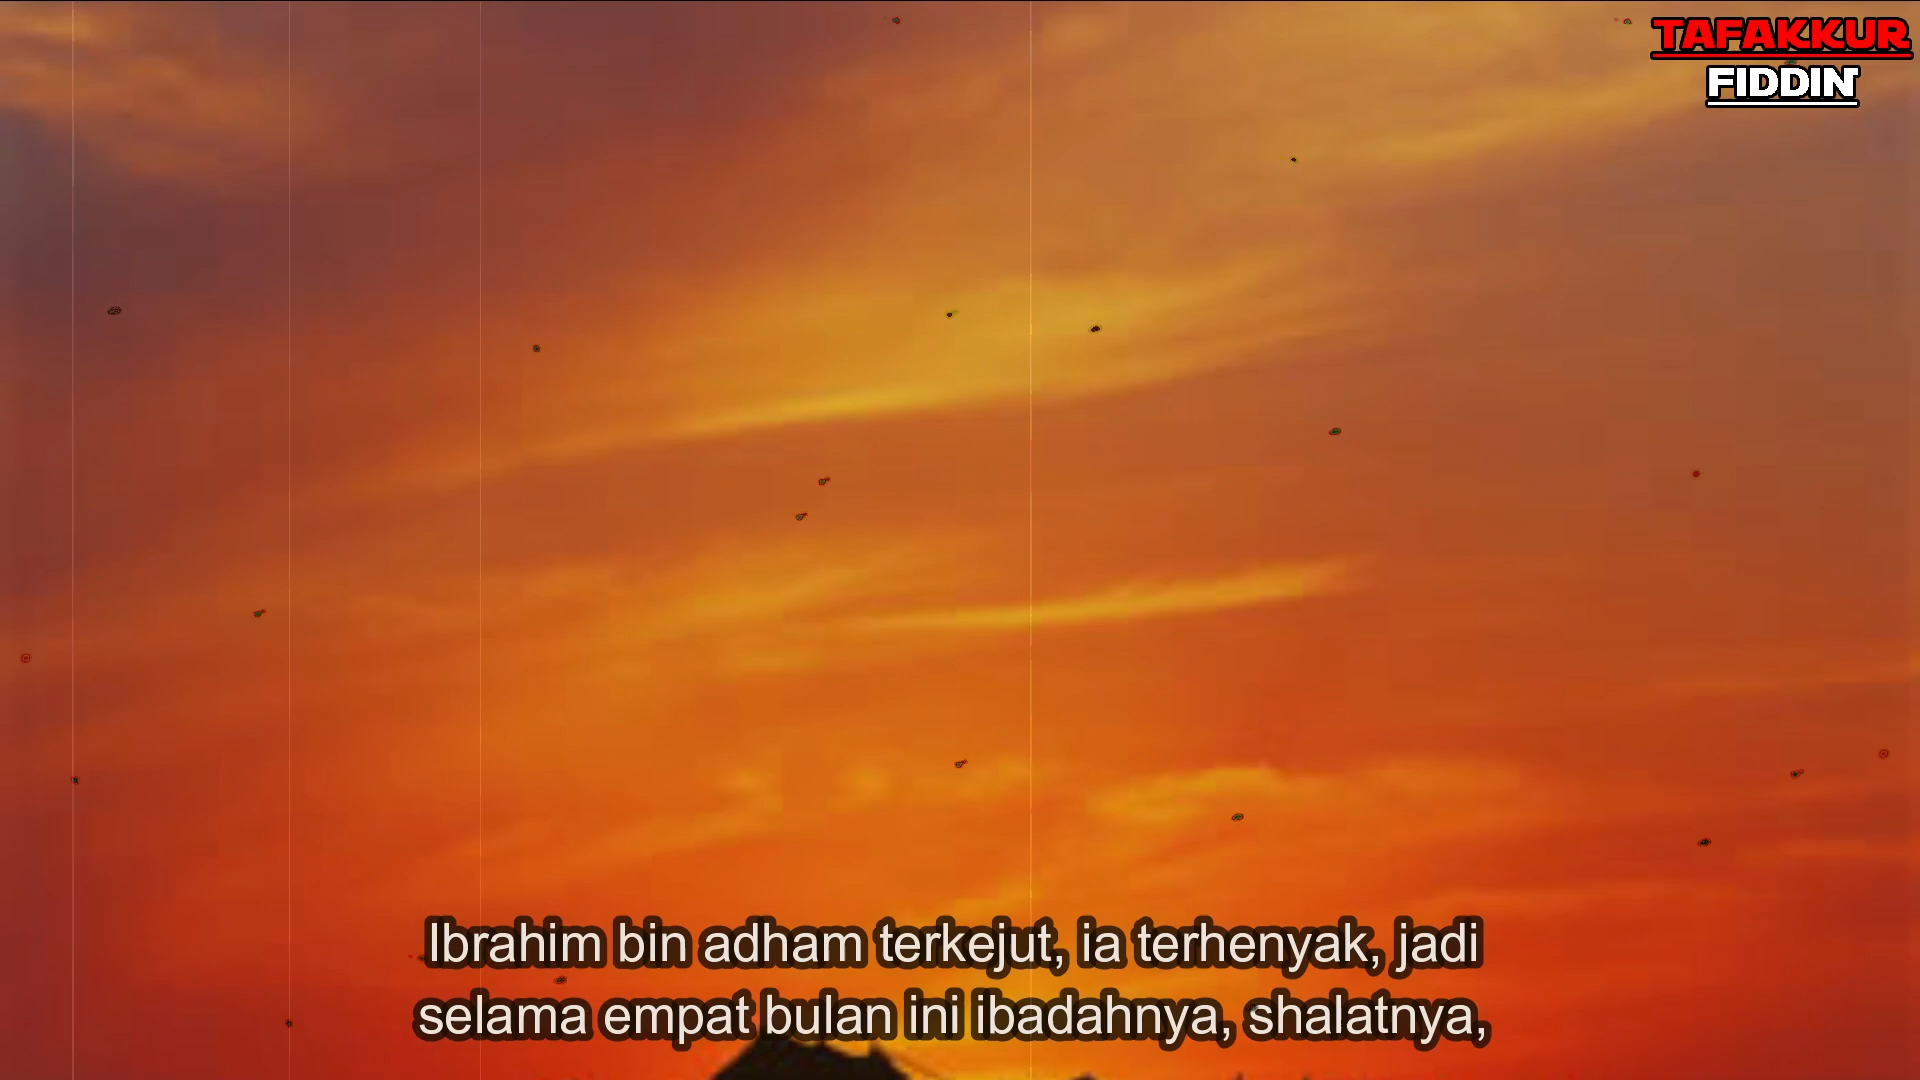 TAFAKKUR
FIDDIN
Ibrahim bin adham terkejut, ia terhenyak, jadi
selama empat bulan ini ibadahnya, shalatnya,